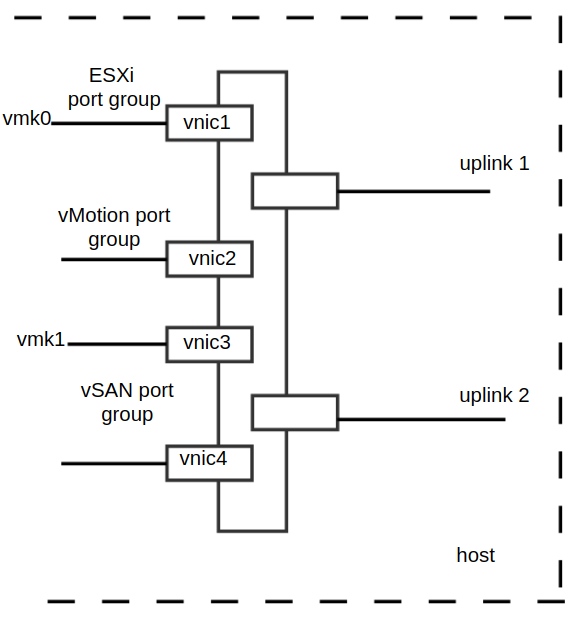 ESXi
port group
vmk0
vnic1
uplink 1
vMotion port
group
vnic2
vmk1
vnic3
vSAN port
group
uplink 2
vnic4
host